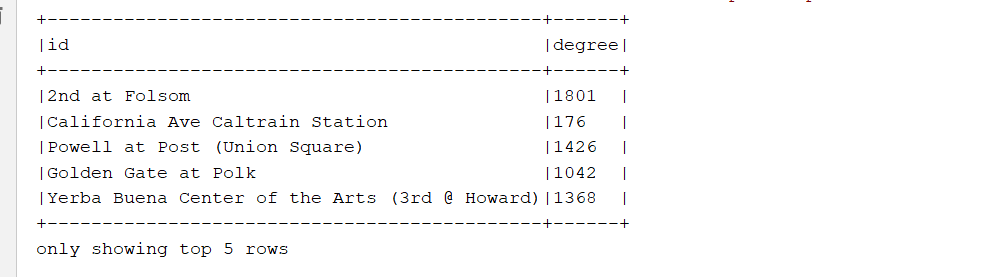 +----------------------------------------------+------+
|id                                            |degree|
+----------------------------------------------+------+
|2nd at Folsom                                 |1801  |
|California Ave Caltrain Station               |176   |
|Powell at Post (Union Square)                 |1426  |
|Golden Gate at Polk                           |1042  |
|Yerba Buena Center of the Arts (3rd @ Howard)|1368  |
+----------------------------------------------+------+
only showing top 5 rows